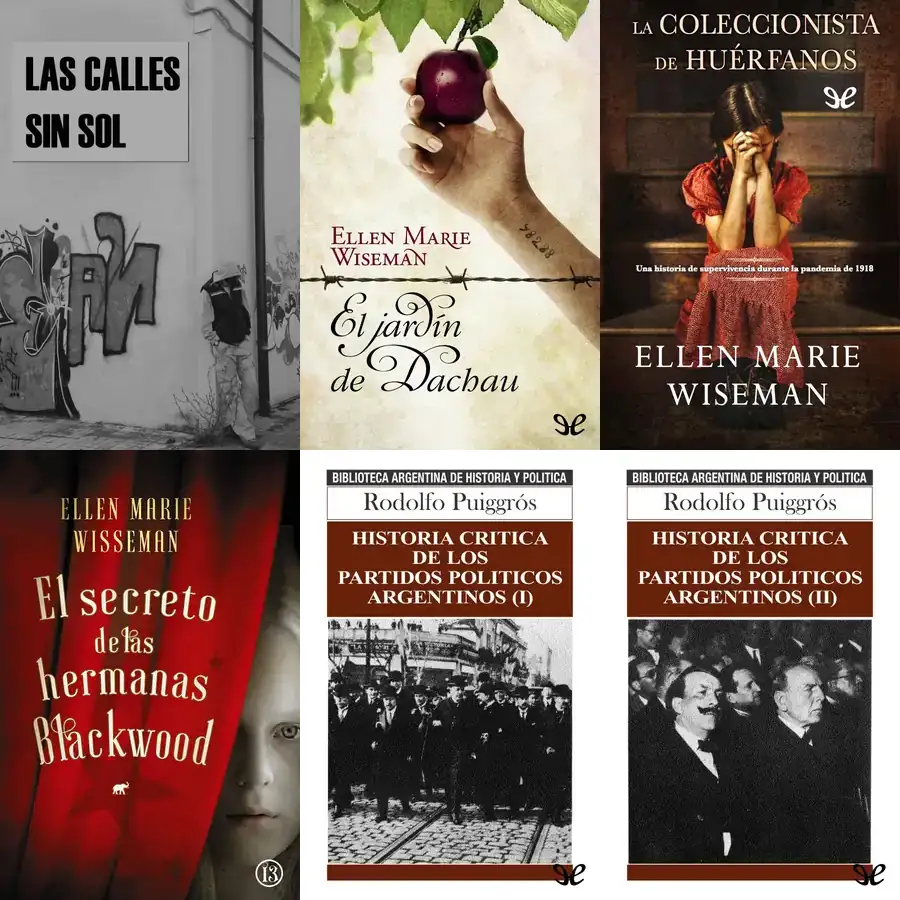 LAS CALLES
SIN SOL
ELLEN MARIE
WISEMAN
El jardín
de Dachau
LA COLECCIONISTA
DE HUÉRFANOS
Una historia de supervivencia durante la pandemia de 1918
ELLEN MARIE
WISEMAN
ELLEN MARIE
WISSEMAN
El secreto
de las
hermanas
Blackwood
13
BIBLIOTECA ARGENTINA DE HISTORIA Y POLITICA
Rodolfo Puiggrós
HISTORIA CRITICA
DE LOS
PARTIDOS POLITICOS
ARGENTINOS (I)
BIBLIOTECA ARGENTINA DE HISTORIA Y POLITICA
Rodolfo Puiggrós
HISTORIA CRITICA
DE LOS
PARTIDOS POLITICOS
ARGENTINOS (II)